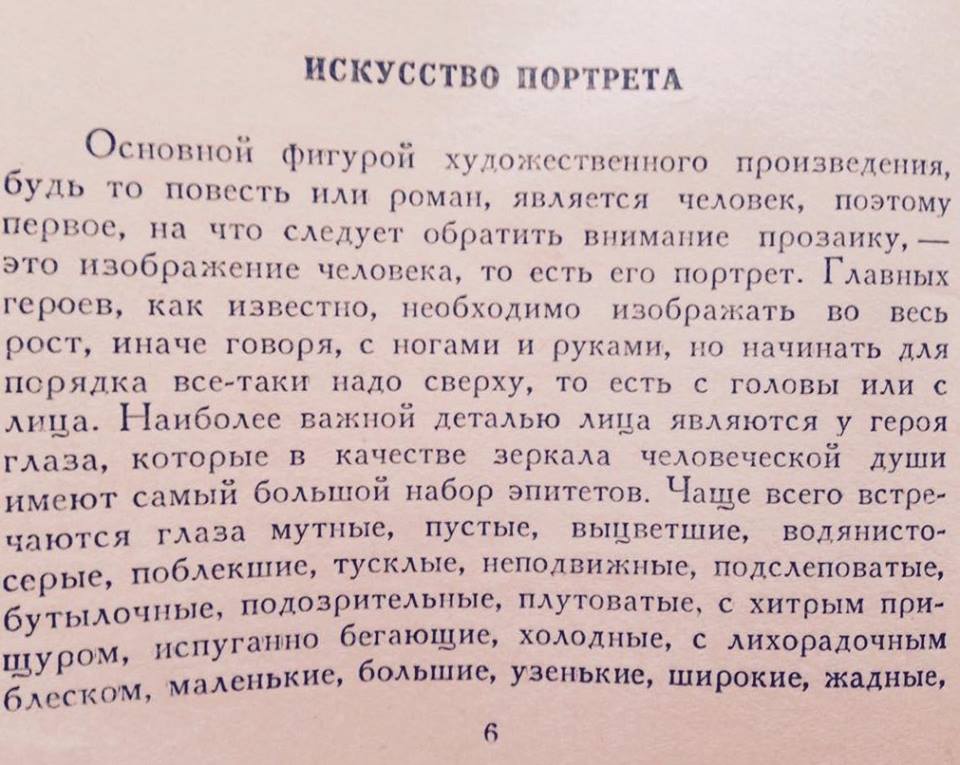 ИСКУССТВО ПОРТРЕТА
Основной фигурой художественного произведения,
будь то повесть или роман, является человек, поэтому
первое, на что следует обратить внимание прозаику, —
это изображение человека, то есть его портрет. Главных
героев, как известно, необходимо изображать во весь
рост, иначе говоря, с ногами и руками, но начинать для
порядка все-таки надо сверху, то есть с головы или с
лица. Наиболее важной деталью лица являются у героя
глаза, которые в качестве зеркала человеческой души
имеют самый большой набор эпитетов. Чаще всего встре-
чаются глаза мутные, пустые, выцветшие, водянисто-
серые, поблекшие, тусклые, неподвижные, подслеповатые,
бутылочные, подозрительные, плутоватые, с хитрым при-
щуром, испуганно бегающие, холодные, с лихорадочным
блеском, маленькие, большие, узенькие, широкие, жадные,
6